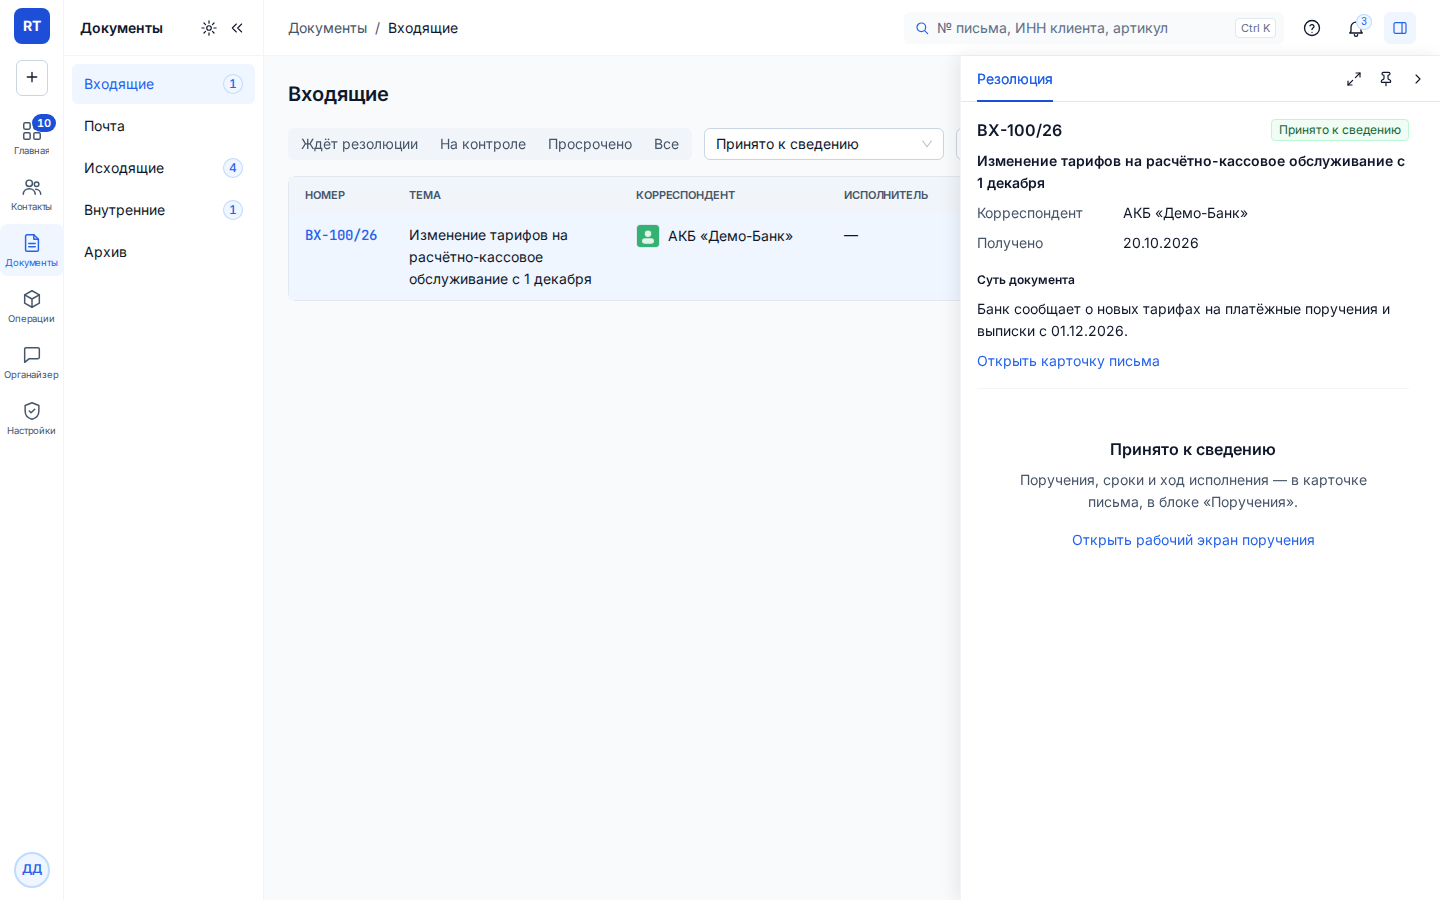 RT
Документы
Документы / Входящие
№ письма, ИНН клиента, артикул
Ctrl K
3
10
Главная
Контакты
Документы
Операции
Органайзер
Настройки
ДД
Входящие 1
Почта
Исходящие 4
Внутренние 1
Архив
Входящие
Ждёт резолюции На контроле Просрочено Все
Принято к сведению
НОМЕР ТЕМА КОРРЕСПОНДЕНТ ИСПОЛНИТЕЛЬ
ВХ-100/26
Изменение тарифов на
расчётно-кассовое
обслуживание с 1 декабря
АКБ «Демо-Банк»
—
Резолюция
ВХ-100/26
Принято к сведению
Изменение тарифов на расчётно-кассовое обслуживание с
1 декабря
Корреспондент АКБ «Демо-Банк»
Получено 20.10.2026
Суть документа
Банк сообщает о новых тарифах на платёжные поручения и
выписки с 01.12.2026.
Открыть карточку письма
Принято к сведению
Поручения, сроки и ход исполнения — в карточке
письма, в блоке «Поручения».
Открыть рабочий экран поручения